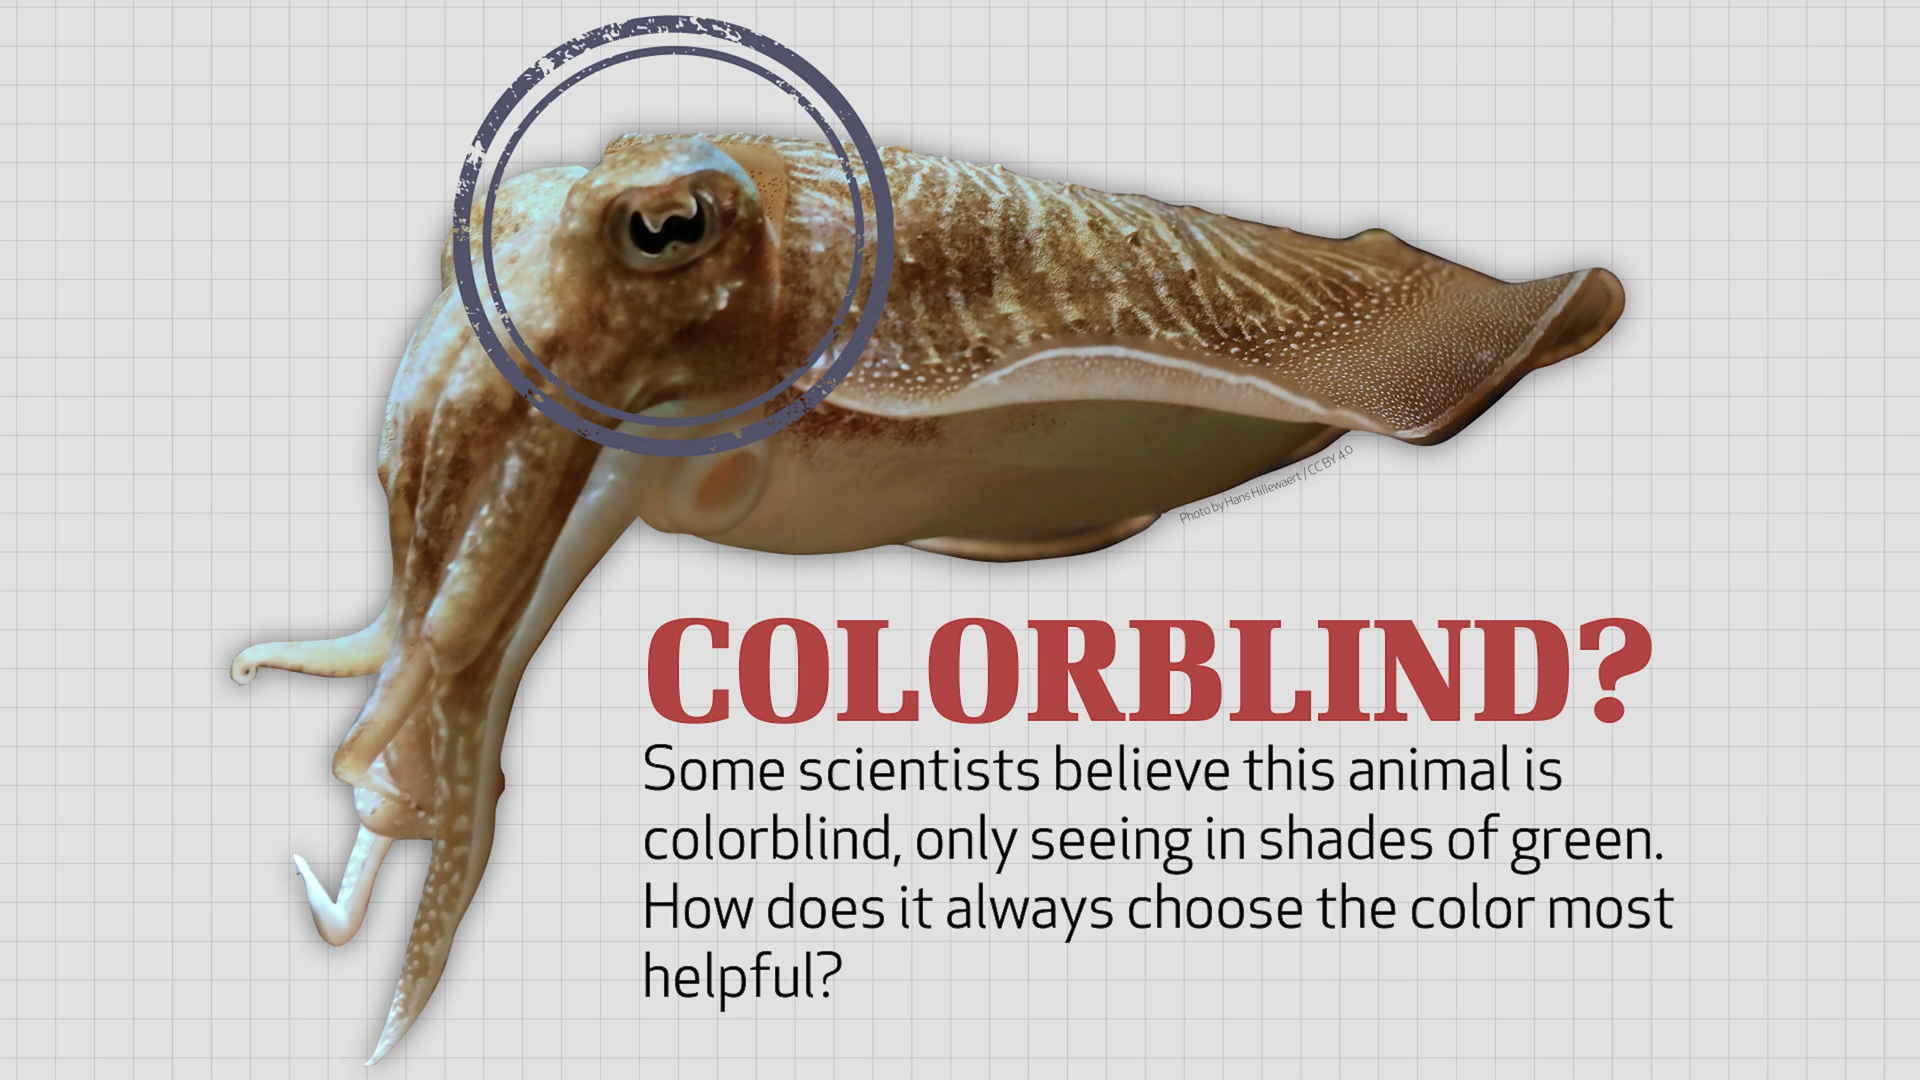 Photo by Hans Hillewaert / CC BY 4.0
COLORBLIND?
Some scientists believe this animal is
colorblind, only seeing in shades of green.
How does it always choose the color most
helpful?